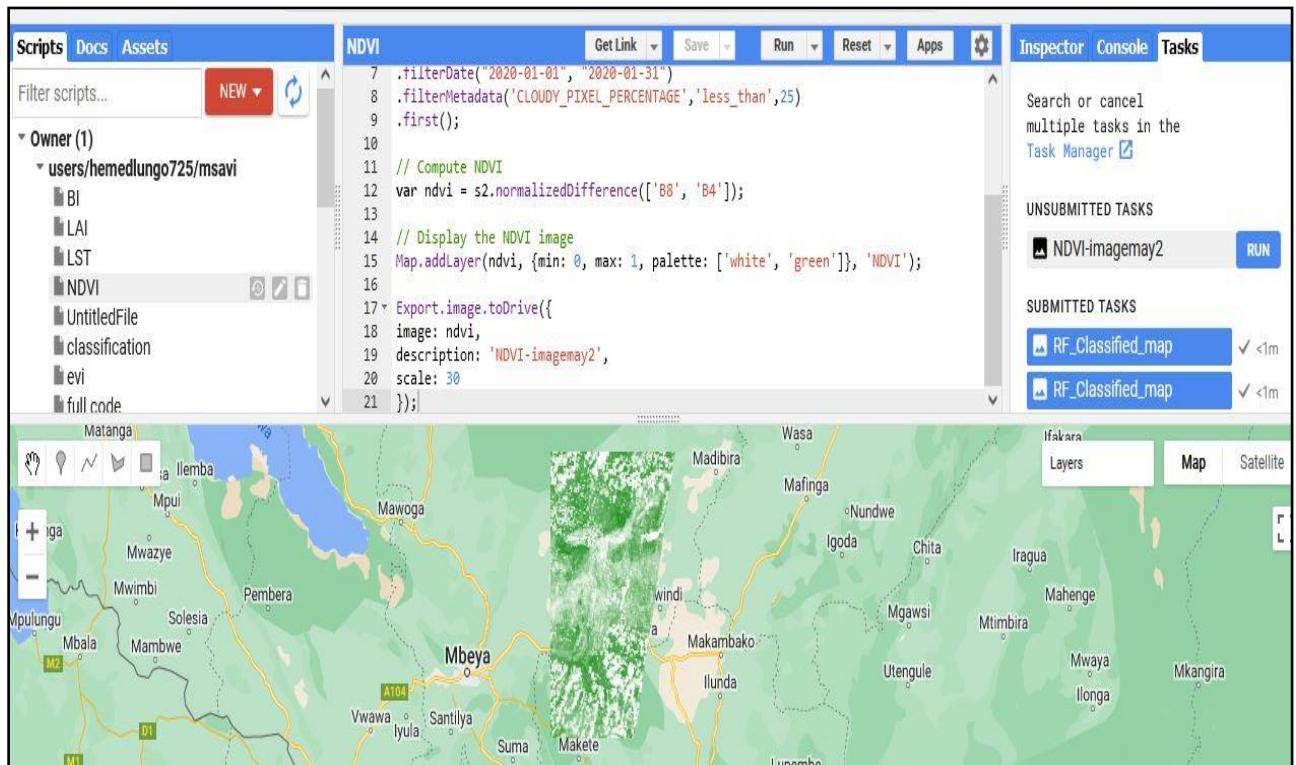 Scripts Docs Assets
Filter scripts...
NEW
Owner (1)
users/hemedlungo725/msavi
BI
LAI
LST
NDVI
UntitledFile
classification
evi
full code
NDVI
Get Link
Save
Run
Reset
Apps
7 .filterDate("2020-01-01", "2020-01-31")
8 .filterMetadata('CLOUDY_PIXEL_PERCENTAGE','less_than',25)
9 .first();
10
11 // Compute NDVI
12 var ndvi = s2.normalizedDifference(['B8', 'B4']);
13
14 // Display the NDVI image
15 Map.addLayer(ndvi, {min: 0, max: 1, palette: ['white', 'green']}, 'NDVI');
16
17 Export.image.toDrive({
18 image: ndvi,
19 description: 'NDVI-imagemay2',
20 scale: 30
21 });
Inspector Console Tasks
Search or cancel
multiple tasks in the
Task Manager
UNSUBMITTED TASKS
NDVI-imagemay2
RUN
SUBMITTED TASKS
RF_Classified_map
<1m
RF_Classified_map
<1m
Layers
Map
Satellite
Matanga
Ilemba
Mpui
Mwazye
Mwimbi
Solesia
Mpulungu
Mbala
Mambwe
M2
D1
M1
Pembera
Mawoga
Mbeya
A104
Vwawa
Iyula
Santilya
Suma
Makete
Wasa
Madibira
Mafinga
Nundwe
Igoda
Chita
Ifakara
Iragua
Mahenge
Mgawsi
Mtimbira
Makambako
Ilunda
Utengule
Mwaya
Ilonga
Mkangira
Lupembe